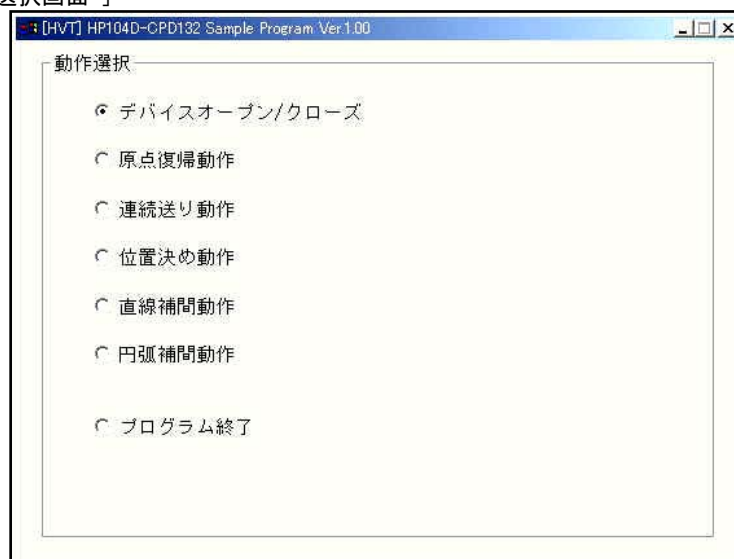 選択画面 ]
[HVT] HP104D-CPD132 Sample Program Ver.1.00
動作選択
デバイスオープン/クローズ
原点復帰動作
連続送り動作
位置決め動作
直線補間動作
円弧補間動作
プログラム終了